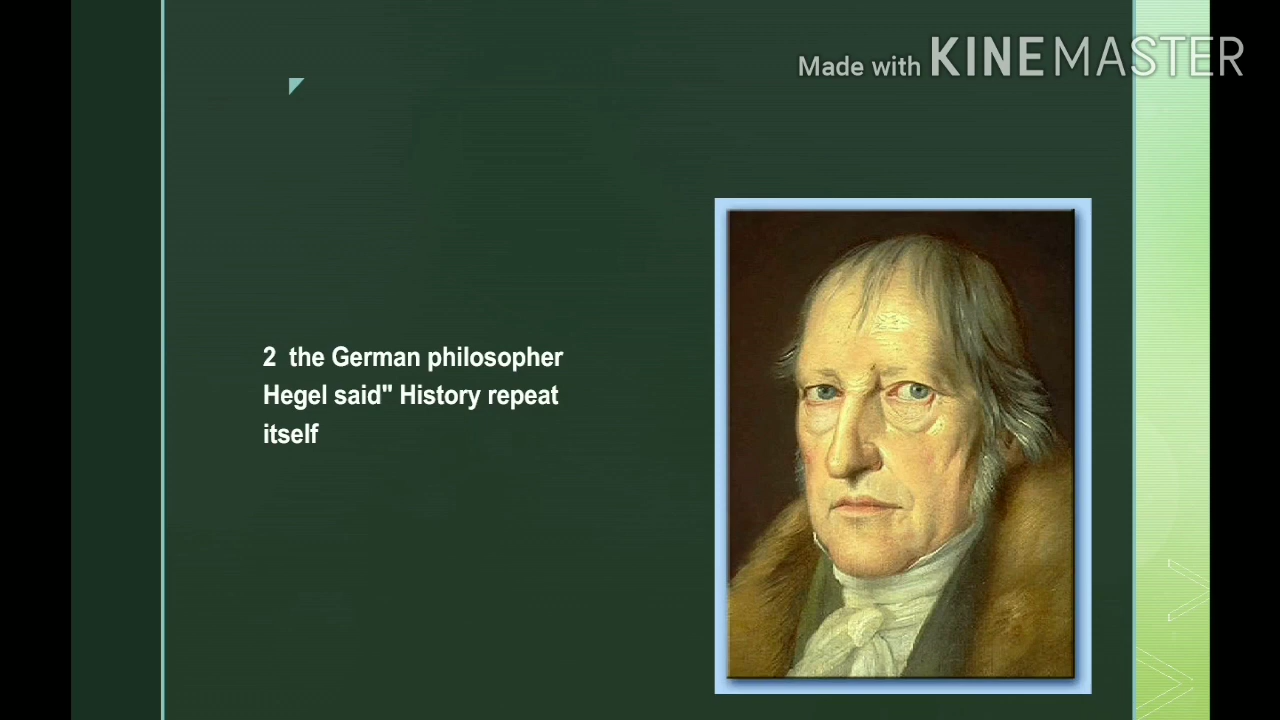 Made with KINEMASTER
2 the German philosopher
Hegel said" History repeat
itself